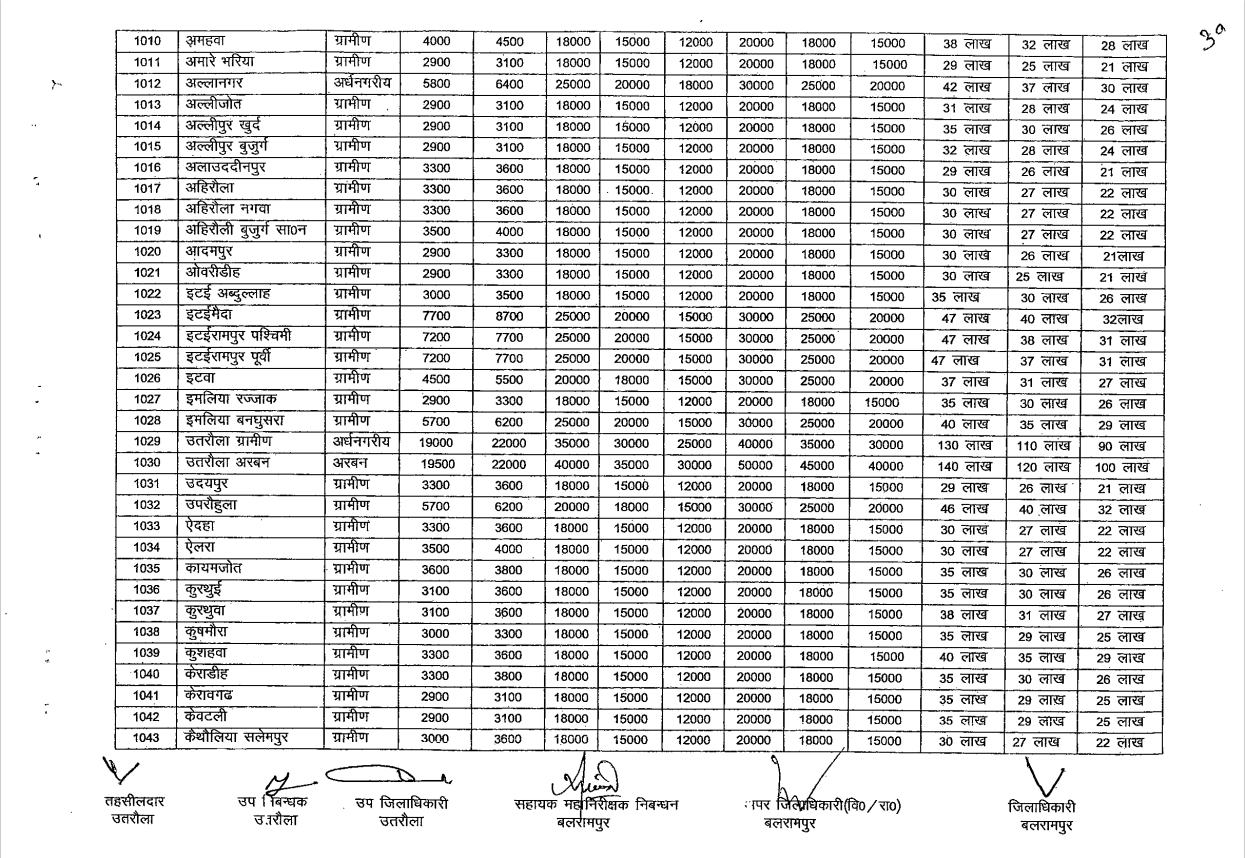 39
1010 अमहवा ग्रामीण 4000 4500 18000 15000 12000 20000 18000 15000 38 लाख 32 लाख 28 लाख
1011 अमारे भरिया ग्रामीण 2900 3100 18000 15000 12000 20000 18000 15000 29 लाख 25 लाख 21 लाख
1012 अल्लानगर अर्धनगरीय 5800 6400 25000 20000 18000 30000 25000 20000 42 लाख 37 लाख 30 लाख
1013 अल्लीजोत ग्रामीण 2900 3100 18000 15000 12000 20000 18000 15000 31 लाख 28 लाख 24 लाख
1014 अल्लीपुर खुर्द ग्रामीण 2900 3100 18000 15000 12000 20000 18000 15000 35 लाख 30 लाख 26 लाख
1015 अल्लीपुर बुजुर्ग ग्रामीण 2900 3100 18000 15000 12000 20000 18000 15000 32 लाख 28 लाख 24 लाख
1016 अलाउददीनपुर ग्रामीण 3300 3600 18000 15000 12000 20000 18000 15000 29 लाख 26 लाख 21 लाख
1017 अहिरौला ग्रामीण 3300 3600 18000 15000 12000 20000 18000 15000 30 लाख 27 लाख 22 लाख
1018 अहिरौला नगवा ग्रामीण 3300 3600 18000 15000 12000 20000 18000 15000 30 लाख 27 लाख 22 लाख
1019 अहिरौली बुजुर्ग सा0न ग्रामीण 3500 4000 18000 15000 12000 20000 18000 15000 30 लाख 27 लाख 22 लाख
1020 आदमपुर ग्रामीण 2900 3300 18000 15000 12000 20000 18000 15000 30 लाख 26 लाख 21लाख
1021 ओवरीडीह ग्रामीण 2900 3300 18000 15000 12000 20000 18000 15000 30 लाख 25 लाख 21 लाख
1022 इटई अब्दुल्लाह ग्रामीण 3000 3500 18000 15000 12000 20000 18000 15000 35 लाख 30 लाख 26 लाख
1023 इटईमैदा ग्रामीण 7700 8700 25000 20000 15000 30000 25000 20000 47 लाख 40 लाख 32लाख
1024 इटईरामपुर पश्चिमी ग्रामीण 7200 7700 25000 20000 15000 30000 25000 20000 47 लाख 38 लाख 31 लाख
1025 इटईरामपुर पूर्वी ग्रामीण 7200 7700 25000 20000 15000 30000 25000 20000 47 लाख 37 लाख 31 लाख
1026 इटवा ग्रामीण 4500 5500 20000 18000 15000 30000 25000 20000 37 लाख 31 लाख 27 लाख
1027 इमलिया रज्जाक ग्रामीण 2900 3300 18000 15000 12000 20000 18000 15000 35 लाख 30 लाख 26 लाख
1028 इमलिया बनघुसरा ग्रामीण 5700 6200 25000 20000 15000 30000 25000 20000 40 लाख 35 लाख 29 लाख
1029 उतरौला ग्रामीण अर्धनगरीय 19000 22000 35000 30000 25000 40000 35000 30000 130 लाख 110 लाख 90 लाख
1030 उतरौला अरबन अरबन 19500 22000 40000 35000 30000 50000 45000 40000 140 लाख 120 लाख 100 लाख
1031 उदयपुर ग्रामीण 3300 3600 18000 15000 12000 20000 18000 15000 29 लाख 26 लाख 21 लाख
1032 उपरौहुला ग्रामीण 5700 6200 20000 18000 15000 30000 25000 20000 46 लाख 40 लाख 32 लाख
1033 ऐदहा ग्रामीण 3300 3600 18000 15000 12000 20000 18000 15000 30 लाख 27 लाख 22 लाख
1034 ऐलरा ग्रामीण 3500 4000 18000 15000 12000 20000 18000 15000 30 लाख 27 लाख 22 लाख
1035 कायमजोत ग्रामीण 3600 3800 18000 15000 12000 20000 18000 15000 35 लाख 30 लाख 26 लाख
1036 कुरथुई ग्रामीण 3100 3600 18000 15000 12000 20000 18000 15000 35 लाख 30 लाख 26 लाख
1037 कुरथुवा ग्रामीण 3100 3600 18000 15000 12000 20000 18000 15000 38 लाख 31 लाख 27 लाख
1038 कुषमौरा ग्रामीण 3000 3300 18000 15000 12000 20000 18000 15000 35 लाख 29 लाख 25 लाख
1039 कुशहवा ग्रामीण 3300 3600 18000 15000 12000 20000 18000 15000 40 लाख 35 लाख 29 लाख
1040 केराडीह ग्रामीण 3300 3800 18000 15000 12000 20000 18000 15000 35 लाख 30 लाख 26 लाख
1041 केरावगढ ग्रामीण 2900 3100 18000 15000 12000 20000 18000 15000 35 लाख 29 लाख 25 लाख
1042 केवटली ग्रामीण 2900 3100 18000 15000 12000 20000 18000 15000 35 लाख 29 लाख 25 लाख
1043 कैथौलिया सलेमपुर ग्रामीण 3000 3600 18000 15000 12000 20000 18000 15000 30 लाख 27 लाख 22 लाख
तहसीलदार उप निबन्धक उप जिलाधिकारी सहायक महानिरीक्षक निबन्धन अपर जिलाधिकारी(वि0/रा0) जिलाधिकारी
उतरौला उतरौला उतरौला बलरामपुर बलरामपुर बलरामपुर